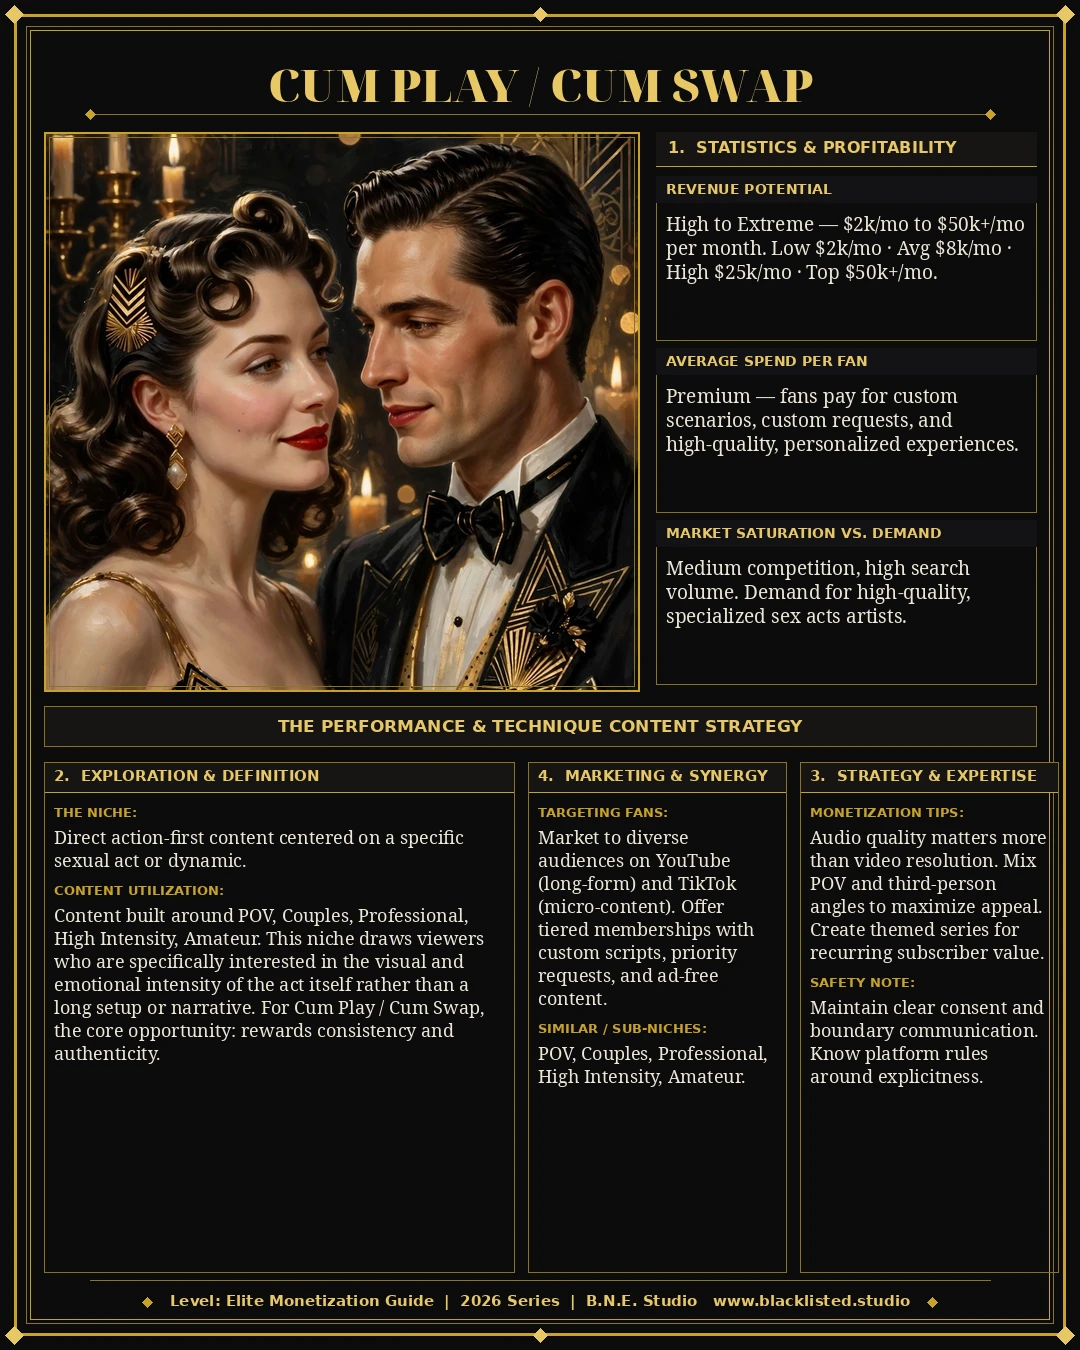 CUM PLAY / CUM SWAP
1. STATISTICS & PROFITABILITY
REVENUE POTENTIAL
High to Extreme — $2k/mo to $50k+/mo
per month. Low $2k/mo · Avg $8k/mo ·
High $25k/mo · Top $50k+/mo.
AVERAGE SPEND PER FAN
Premium — fans pay for custom
scenarios, custom requests, and
high-quality, personalized experiences.
MARKET SATURATION VS. DEMAND
Medium competition, high search
volume. Demand for high-quality,
specialized sex acts artists.
THE PERFORMANCE & TECHNIQUE CONTENT STRATEGY
2. EXPLORATION & DEFINITION
THE NICHE:
Direct action-first content centered on a specific
sexual act or dynamic.
CONTENT UTILIZATION:
Content built around POV, Couples, Professional,
High Intensity, Amateur. This niche draws viewers
who are specifically interested in the visual and
emotional intensity of the act itself rather than a
long setup or narrative. For Cum Play / Cum Swap,
the core opportunity: rewards consistency and
authenticity.
4. MARKETING & SYNERGY
TARGETING FANS:
Market to diverse
audiences on YouTube
(long-form) and TikTok
(micro-content). Offer
tiered memberships with
custom scripts, priority
requests, and ad-free
content.
SIMILAR / SUB-NICHES:
POV, Couples, Professional,
High Intensity, Amateur.
3. STRATEGY & EXPERTISE
MONETIZATION TIPS:
Audio quality matters more
than video resolution. Mix
POV and third-person
angles to maximize appeal.
Create themed series for
recurring subscriber value.
SAFETY NOTE:
Maintain clear consent and
boundary communication.
Know platform rules
around explicitness.
Level: Elite Monetization Guide | 2026 Series | B.N.E. Studio www.blacklisted.studio